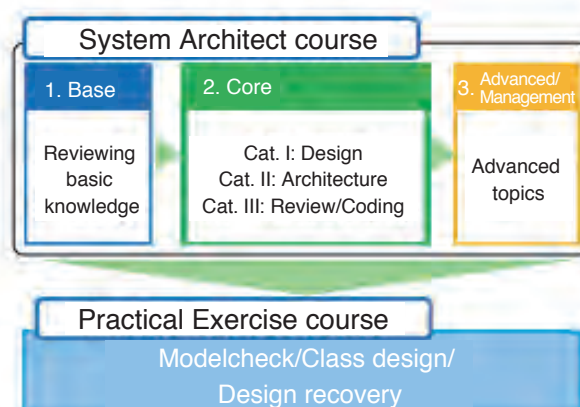 System Architect course
1. Base
Reviewing
basic
knowledge
2. Core
Cat. I: Design
Cat. II: Architecture
Cat. III: Review/Coding
3. Advanced/
Management
Advanced
topics
Practical Exercise course
Modelcheck/Class design/
Design recovery